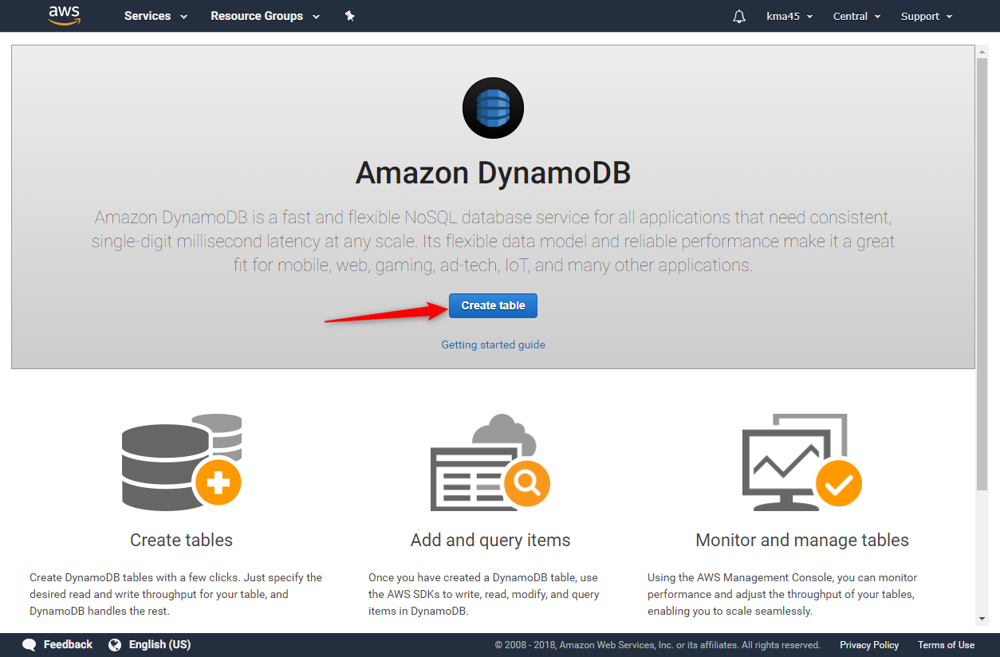 aws
Services
Resource Groups
kma45
Central
Support
Amazon DynamoDB
Amazon DynamoDB is a fast and flexible NoSQL database service for all applications that need consistent,
single-digit millisecond latency at any scale. Its flexible data model and reliable performance make it a great
fit for mobile, web, gaming, ad-tech, IoT, and many other applications.
Create table
Getting started guide
Create tables
Create DynamoDB tables with a few clicks. Just specify the
desired read and write throughput for your table, and
DynamoDB handles the rest.
Add and query items
Once you have created a DynamoDB table, use
the AWS SDKs to write, read, modify, and query
items in DynamoDB.
Monitor and manage tables
Using the AWS Management Console, you can monitor
performance and adjust the throughput of your tables,
enabling you to scale seamlessly.
Feedback
English (US)
© 2008 - 2018, Amazon Web Services, Inc. or its affiliates. All rights reserved.
Privacy Policy
Terms of Use